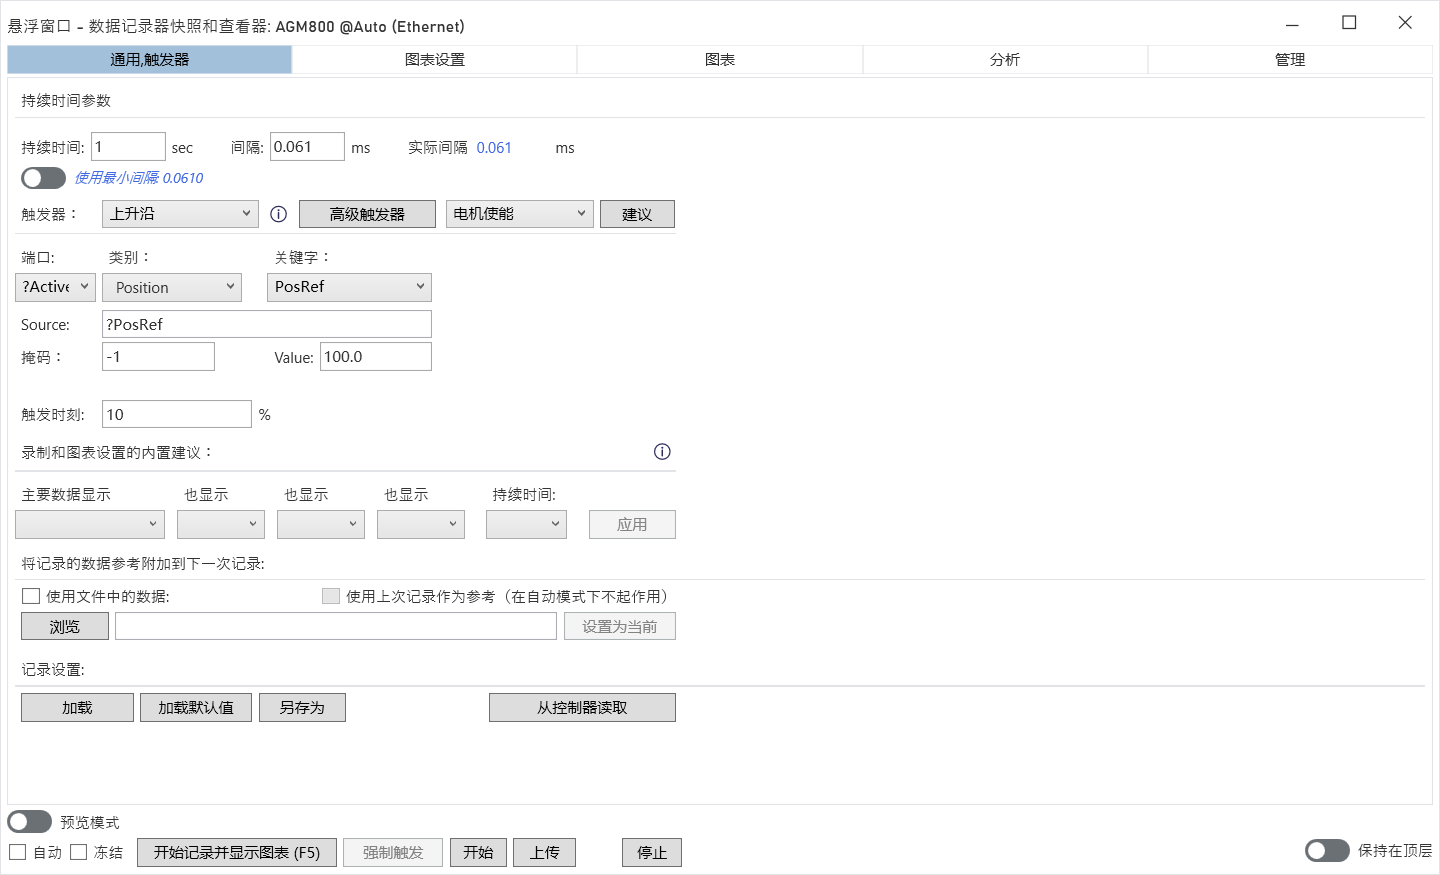 悬浮窗口 - 数据记录器快照和查看器: AGM800 @Auto (Ethernet)
通用,触发器 图表设置 图表 分析 管理
持续时间参数
持续时间: 1 sec 间隔: 0.061 ms 实际间隔 0.061 ms
使用最小间隔: 0.0610
触发器： 上升沿 高级触发器 电机使能 建议
端口: 类别： 关键字：
?Active Position PosRef
Source: ?PosRef
掩码： -1 Value: 100.0
触发时刻: 10 %
录制和图表设置的内置建议：
主要数据显示 也显示 也显示 也显示 持续时间:
应用
将记录的数据参考附加到下一次记录:
使用文件中的数据: 使用上次记录作为参考（在自动模式下不起作用）
浏览 设置为当前
记录设置:
加载 加载默认值 另存为 从控制器读取
预览模式
自动 冻结 开始记录并显示图表 (F5) 强制触发 开始 上传 停止 保持在顶层